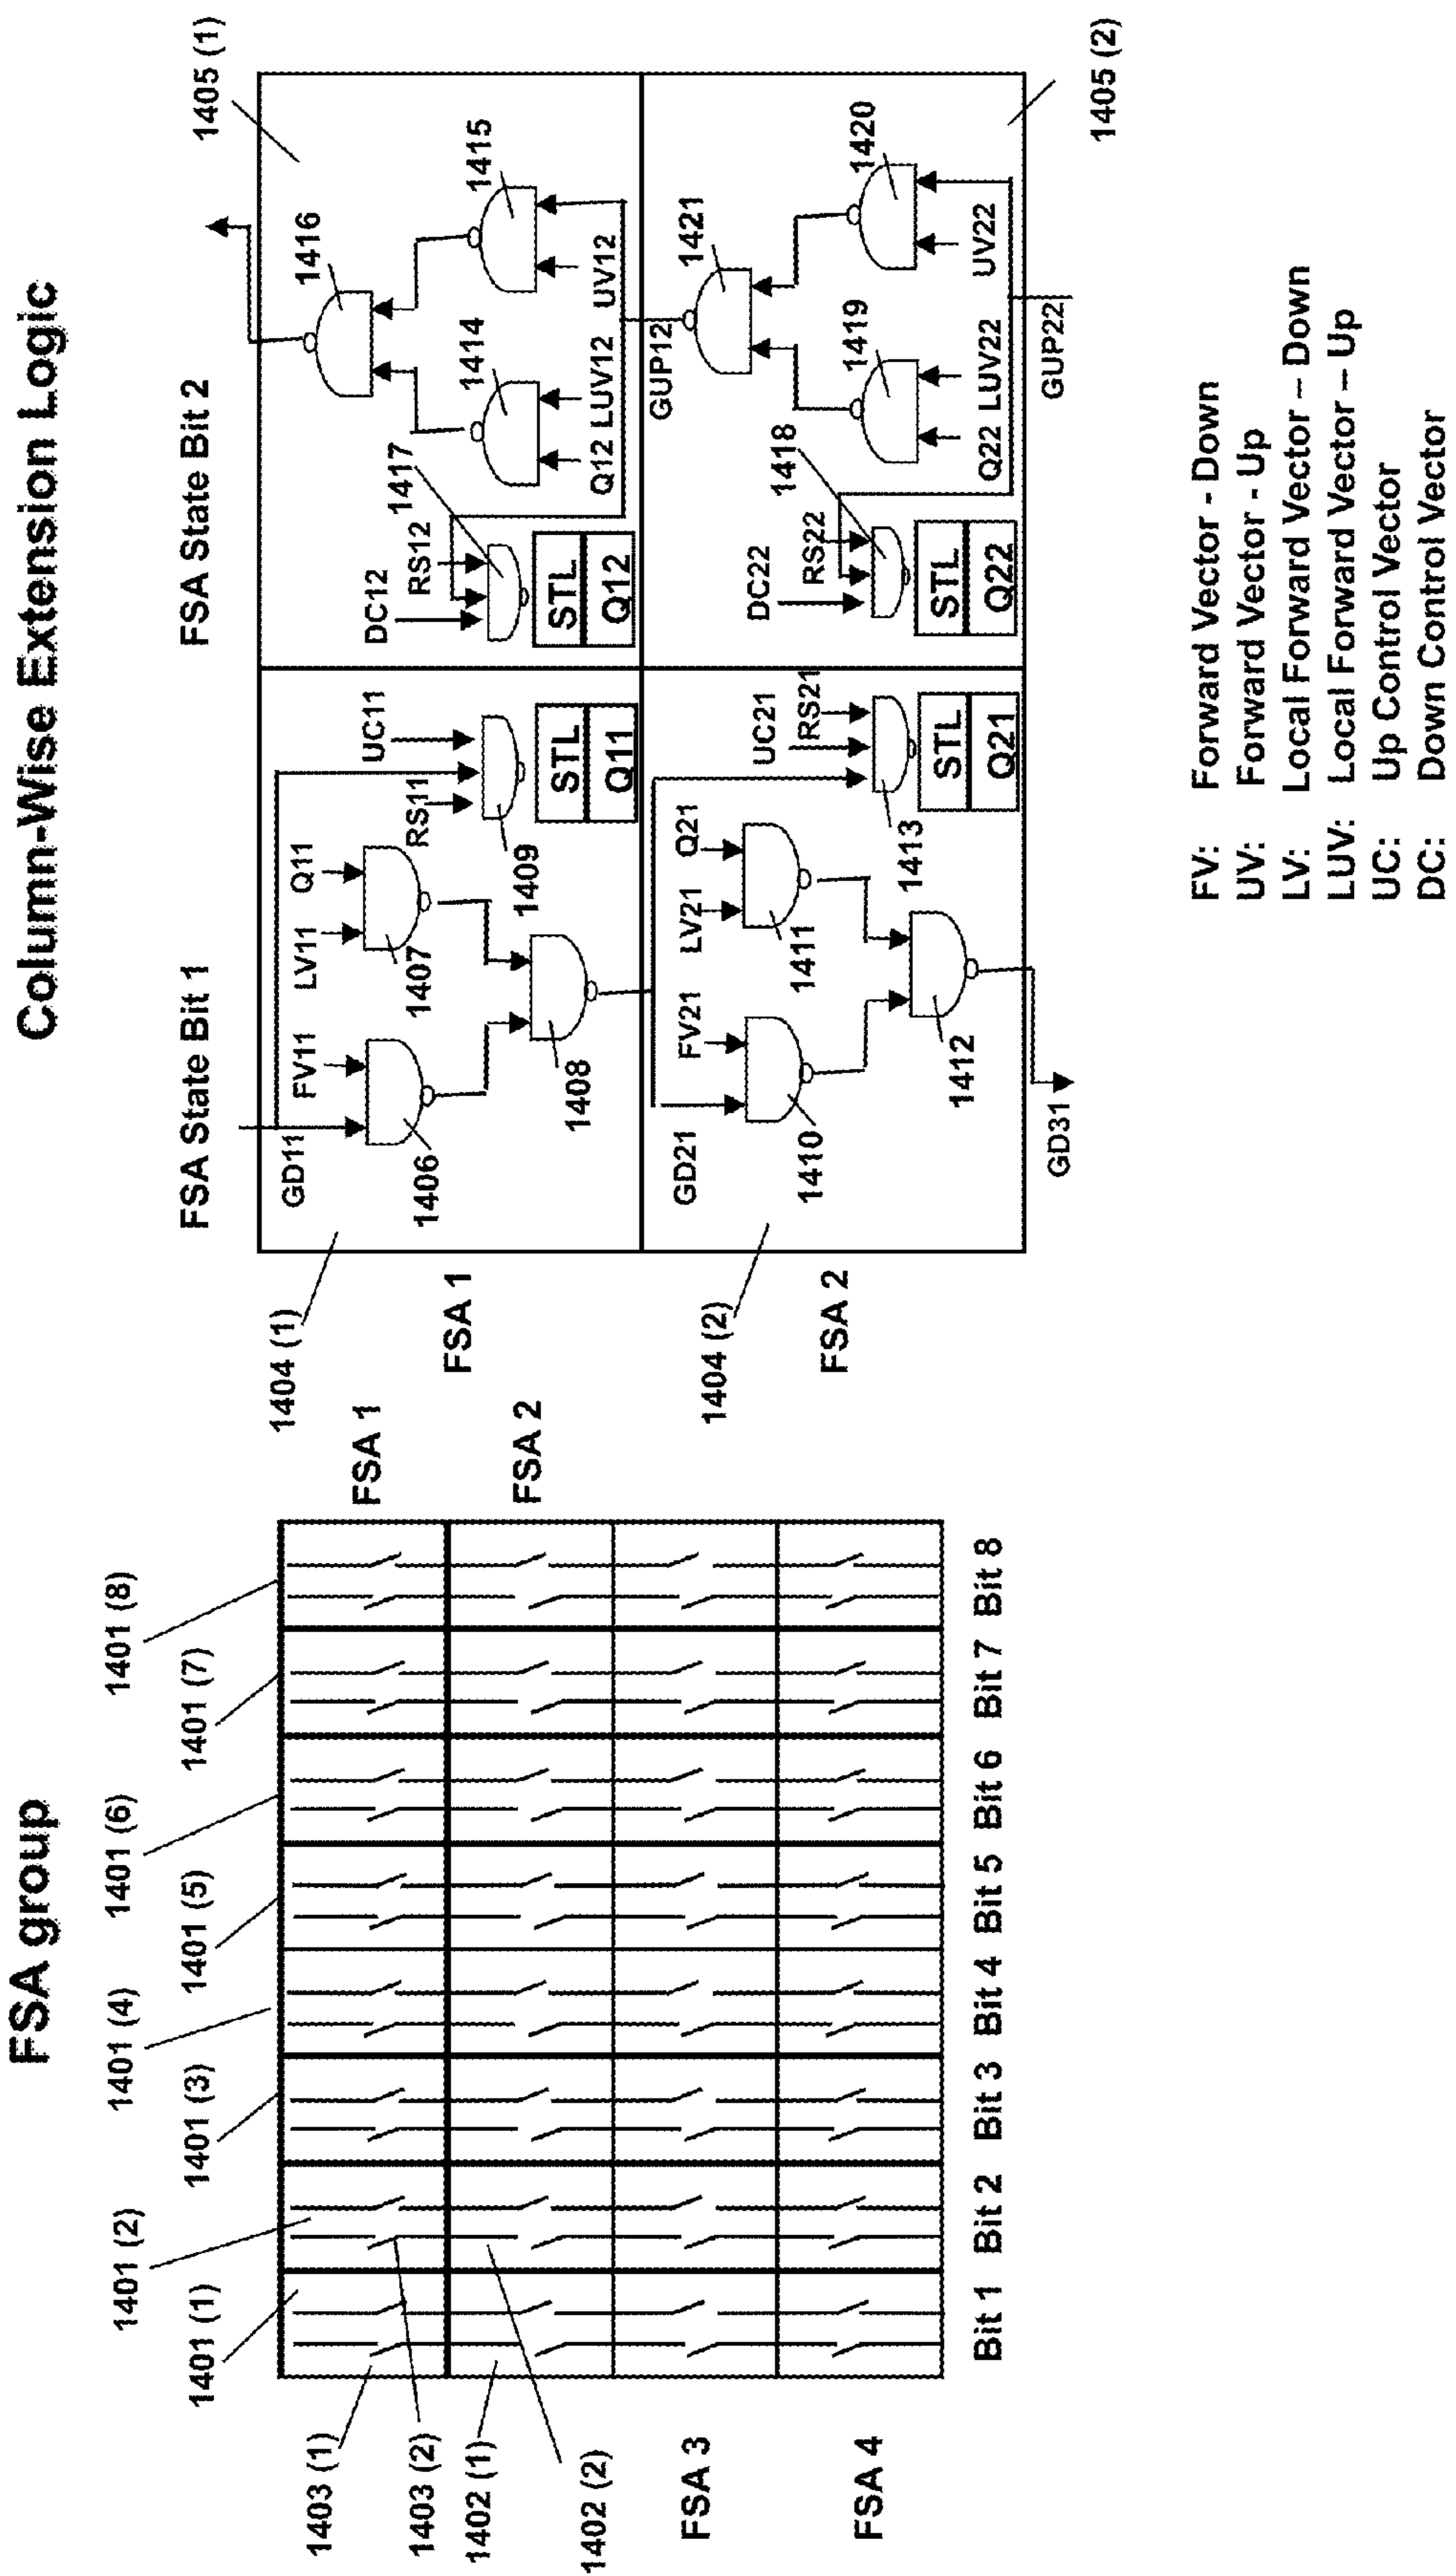 FSA group
1401 (2)
1401 (4)
1401 (6)
1401 (8)
1401 (1)
1401 (3)
1401 (5)
1401 (7)
1403 (1)
1403 (2)
1402 (1)
1402 (2)
FSA 1
FSA 2
FSA 3
FSA 4
Bit 1 Bit 2 Bit 3 Bit 4 Bit 5 Bit 6 Bit 7 Bit 8
Column-Wise Extension Logic
FSA State Bit 1
FSA State Bit 2
1405 (1)
1404 (1)
FSA 1
GD11
FV11
LV11
Q11
1406
1407
1408
RS11
UC11
1409
STL
Q11
DC12
RS12
1417
STL
Q12
1416
1414
1415
Q12
LUV12
UV12
GUP12
1404 (2)
FSA 2
GD21
FV21
LV21
Q21
1410
1411
1412
UC21
RS21
1413
STL
Q21
GD31
DC22
RS22
1418
STL
Q22
1421
1419
1420
Q22
LUV22
UV22
GUP22
1405 (2)
FV: Forward Vector - Down
UV: Forward Vector - Up
LV: Local Forward Vector – Down
LUV: Local Forward Vector – Up
UC: Up Control Vector
DC: Down Control Vector